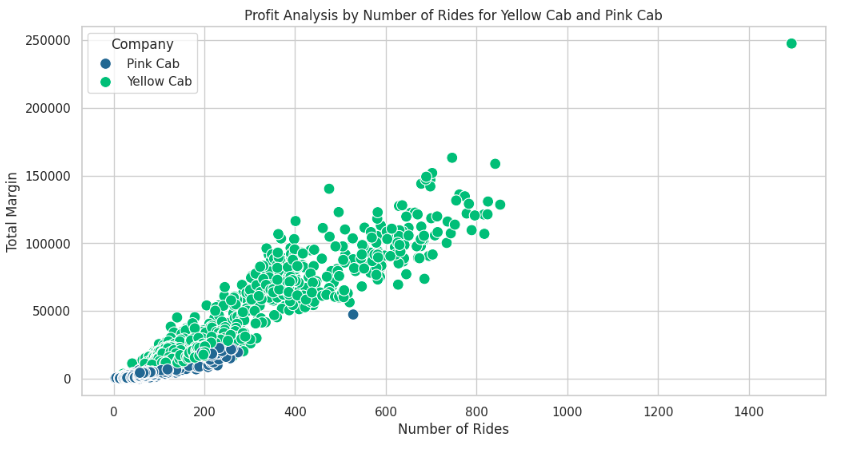 Profit Analysis by Number of Rides for Yellow Cab and Pink Cab
250000
200000
150000
100000
50000
0
Total Margin
Company
Pink Cab
Yellow Cab
0 200 400 600 800 1000 1200 1400
Number of Rides